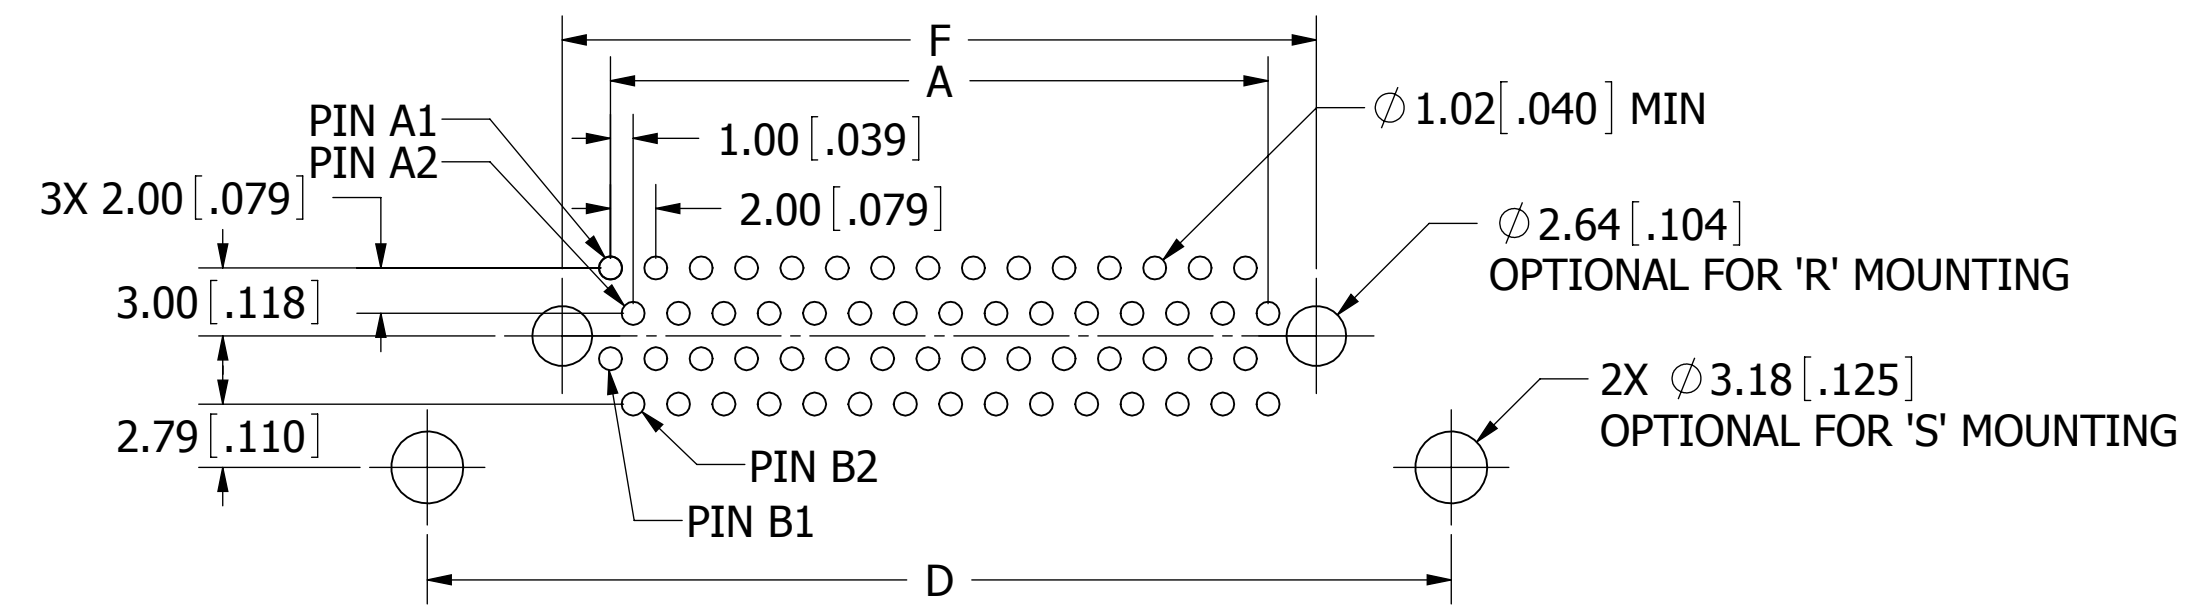 F
A
PIN A1
PIN A2
1.00 [.039]
⌀ 1.02 [.040] MIN
3X 2.00 [.079]
2.00 [.079]
⌀ 2.64 [.104]
OPTIONAL FOR 'R' MOUNTING
3.00 [.118]
2X ⌀ 3.18 [.125]
OPTIONAL FOR 'S' MOUNTING
2.79 [.110]
PIN B2
PIN B1
D